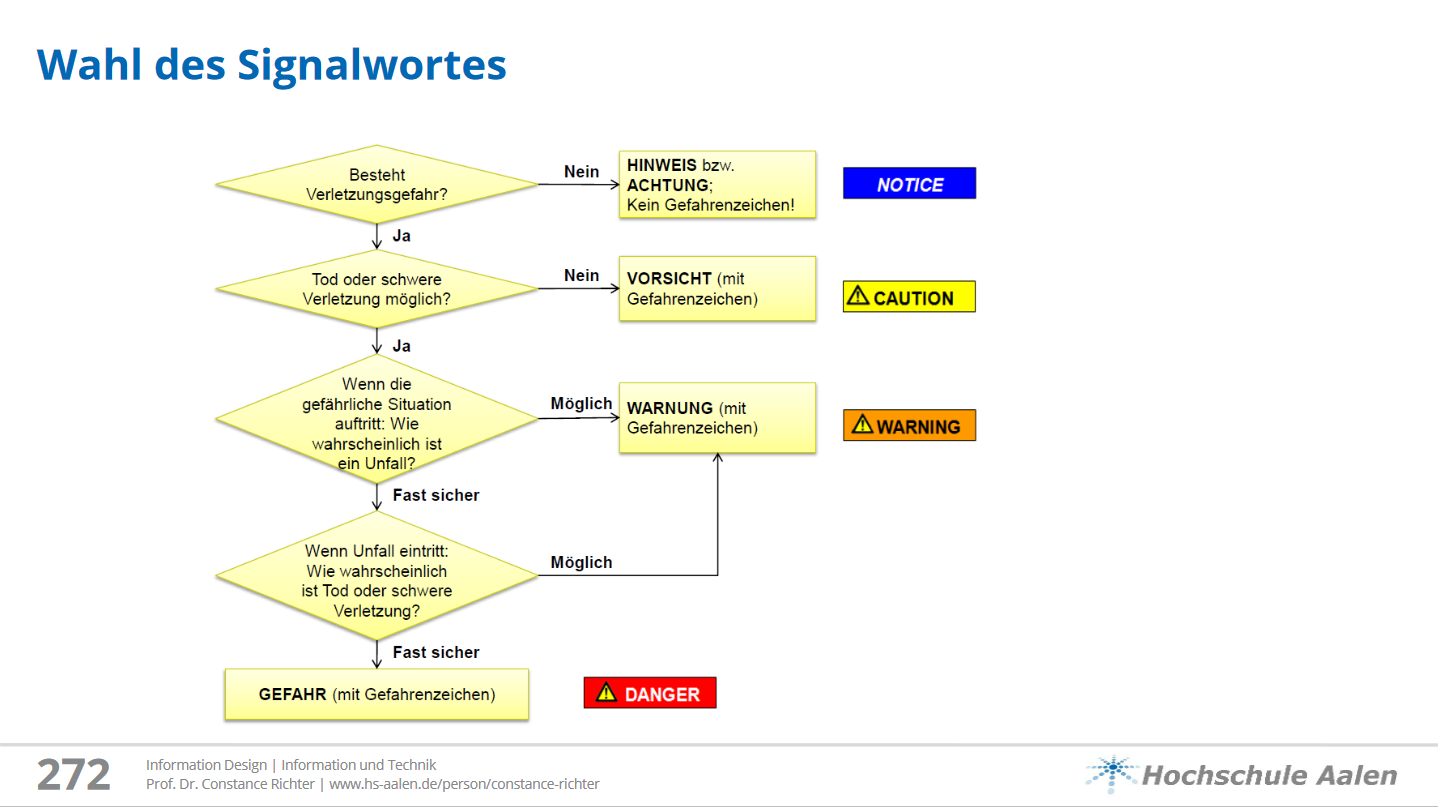 Wahl des Signalwortes
Besteht
Verletzungsgefahr?
Nein
HINWEIS bzw.
ACHTUNG;
Kein Gefahrenzeichen!
NOTICE
Ja
Tod oder schwere
Verletzung möglich?
Nein
VORSICHT (mit
Gefahrenzeichen)
CAUTION
Ja
Wenn die
gefährliche Situation
auftritt: Wie
wahrscheinlich ist
ein Unfall?
Möglich
WARNUNG (mit
Gefahrenzeichen)
WARNING
Fast sicher
Wenn Unfall eintritt:
Wie wahrscheinlich
ist Tod oder schwere
Verletzung?
Möglich
Fast sicher
GEFAHR (mit Gefahrenzeichen)
DANGER
272
Information Design | Information und Technik
Prof. Dr. Constance Richter | www.hs-aalen.de/person/constance-richter
Hochschule Aalen